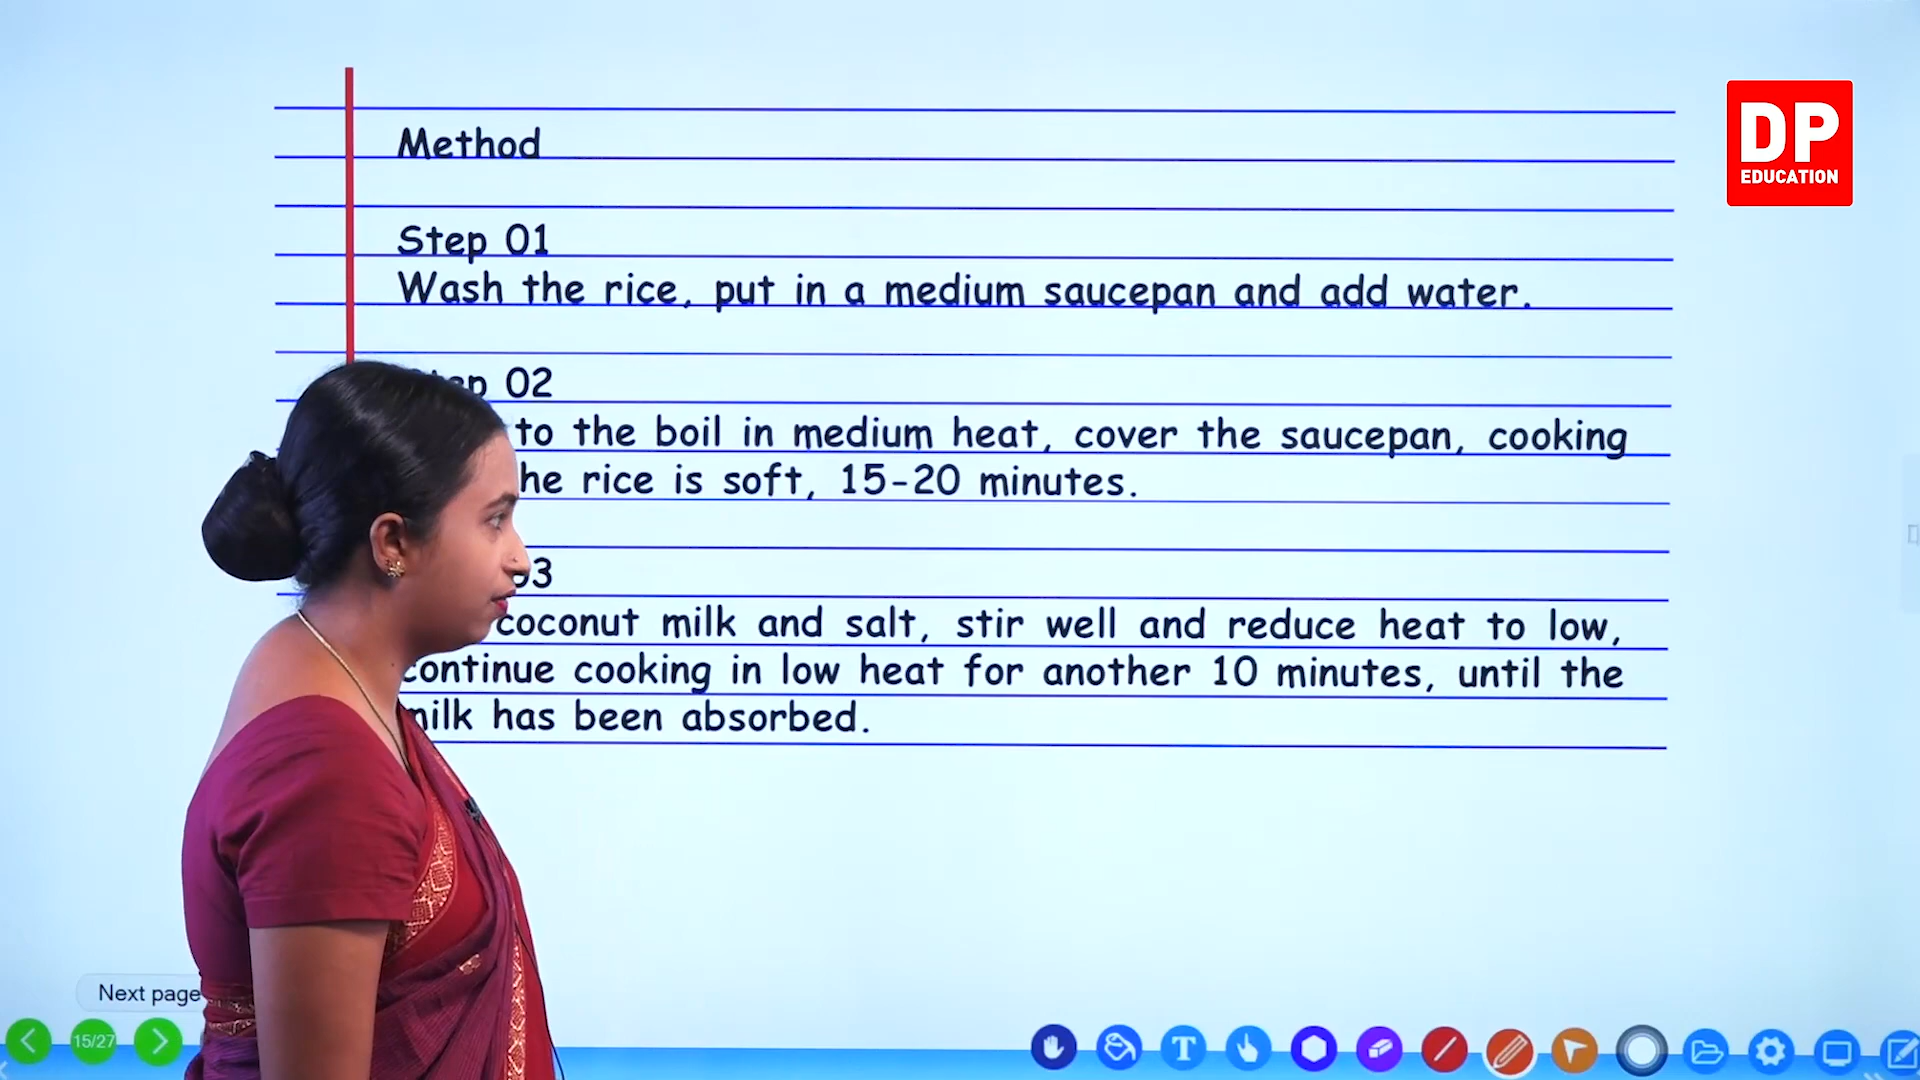 Method
Step 01
Wash the rice, put in a medium saucepan and add water.
02
to the boil in medium heat, cover the saucepan, cooking
rice is soft, 15-20 minutes.
coconut milk and salt, stir well and reduce heat to low,
continue cooking in low heat for another 10 minutes, until the
milk has been absorbed.
DP
EDUCATION
Next page
15/27
T